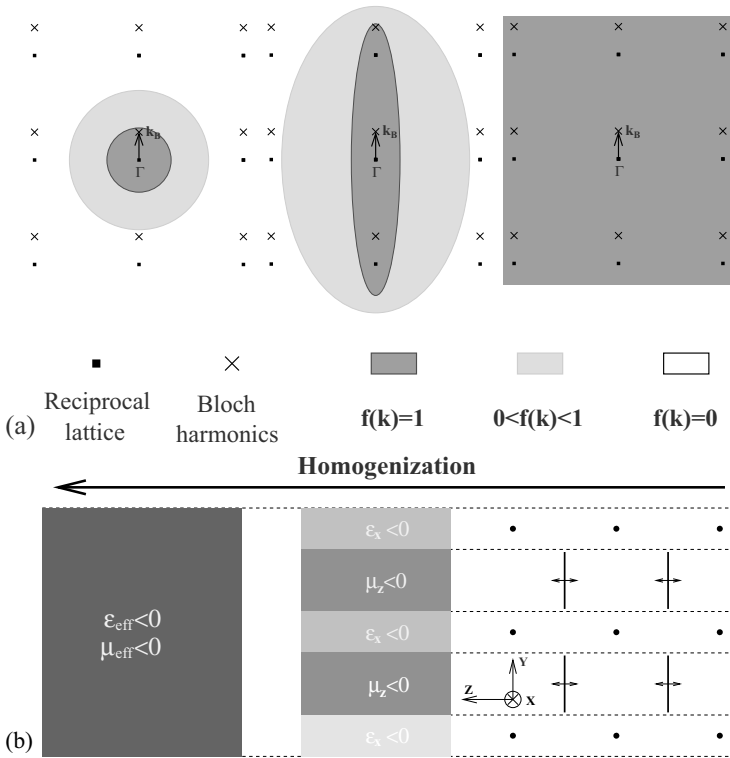 k_B
Γ
k_B
Γ
k_B
Γ
Reciprocal
lattice
Bloch
harmonics
f(k)=1
0<f(k)<1
f(k)=0
(a)
Homogenization
ε_x<0
μ_z<0
ε_eff<0
μ_eff<0
ε_x<0
μ_z<0
ε_x<0
Y
Z
X
(b)